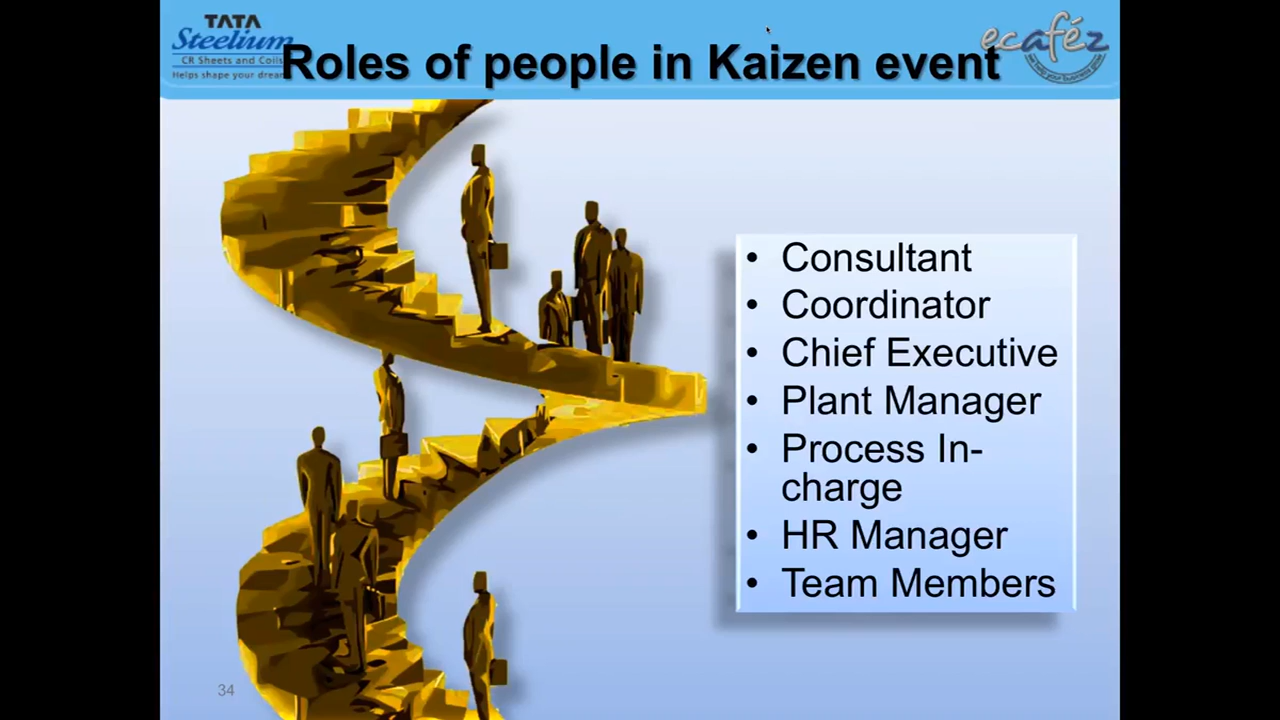 TATA
Steelium
CR Sheets and Coils
Helps shape your dream
Roles of people in Kaizen event
ecaféz
• Consultant
• Coordinator
• Chief Executive
• Plant Manager
• Process In-
charge
• HR Manager
• Team Members
34